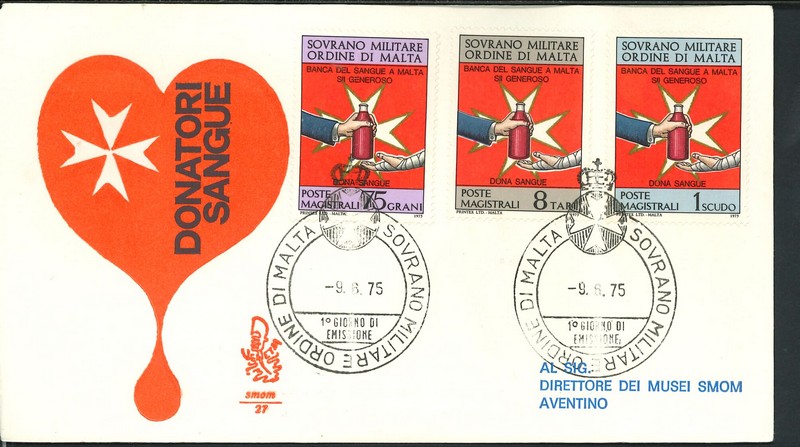 DONATORI
SANGUE
smom
27
SOVRANO MILITARE
ORDINE DI MALTA
BANCA DEL SANGUE A MALTA
SII GENEROSO
DONA SANGUE
POSTE
MAGISTRALI 75 GRANI
PRINTEX LTD. - MALTA 1975
SOVRANO MILITARE
ORDINE DI MALTA
BANCA DEL SANGUE A MALTA
SII GENEROSO
DONA SANGUE
POSTE
MAGISTRALI 8 TARI
PRINTEX LTD. - MALTA 1975
SOVRANO MILITARE
ORDINE DI MALTA
BANCA DEL SANGUE A MALTA
SII GENEROSO
DONA SANGUE
POSTE
MAGISTRALI 1 SCUDO
PRINTEX LTD. - MALTA 1975
SOVRANO MILITARE ORDINE DI MALTA
-9. 6. 75
1º GIORNO DI
EMISSIONE
SOVRANO MILITARE ORDINE DI MALTA
-9. 6. 75
1º GIORNO DI
EMISSIONE
AL SIG.
DIRETTORE DEI MUSEI SMOM
AVENTINO